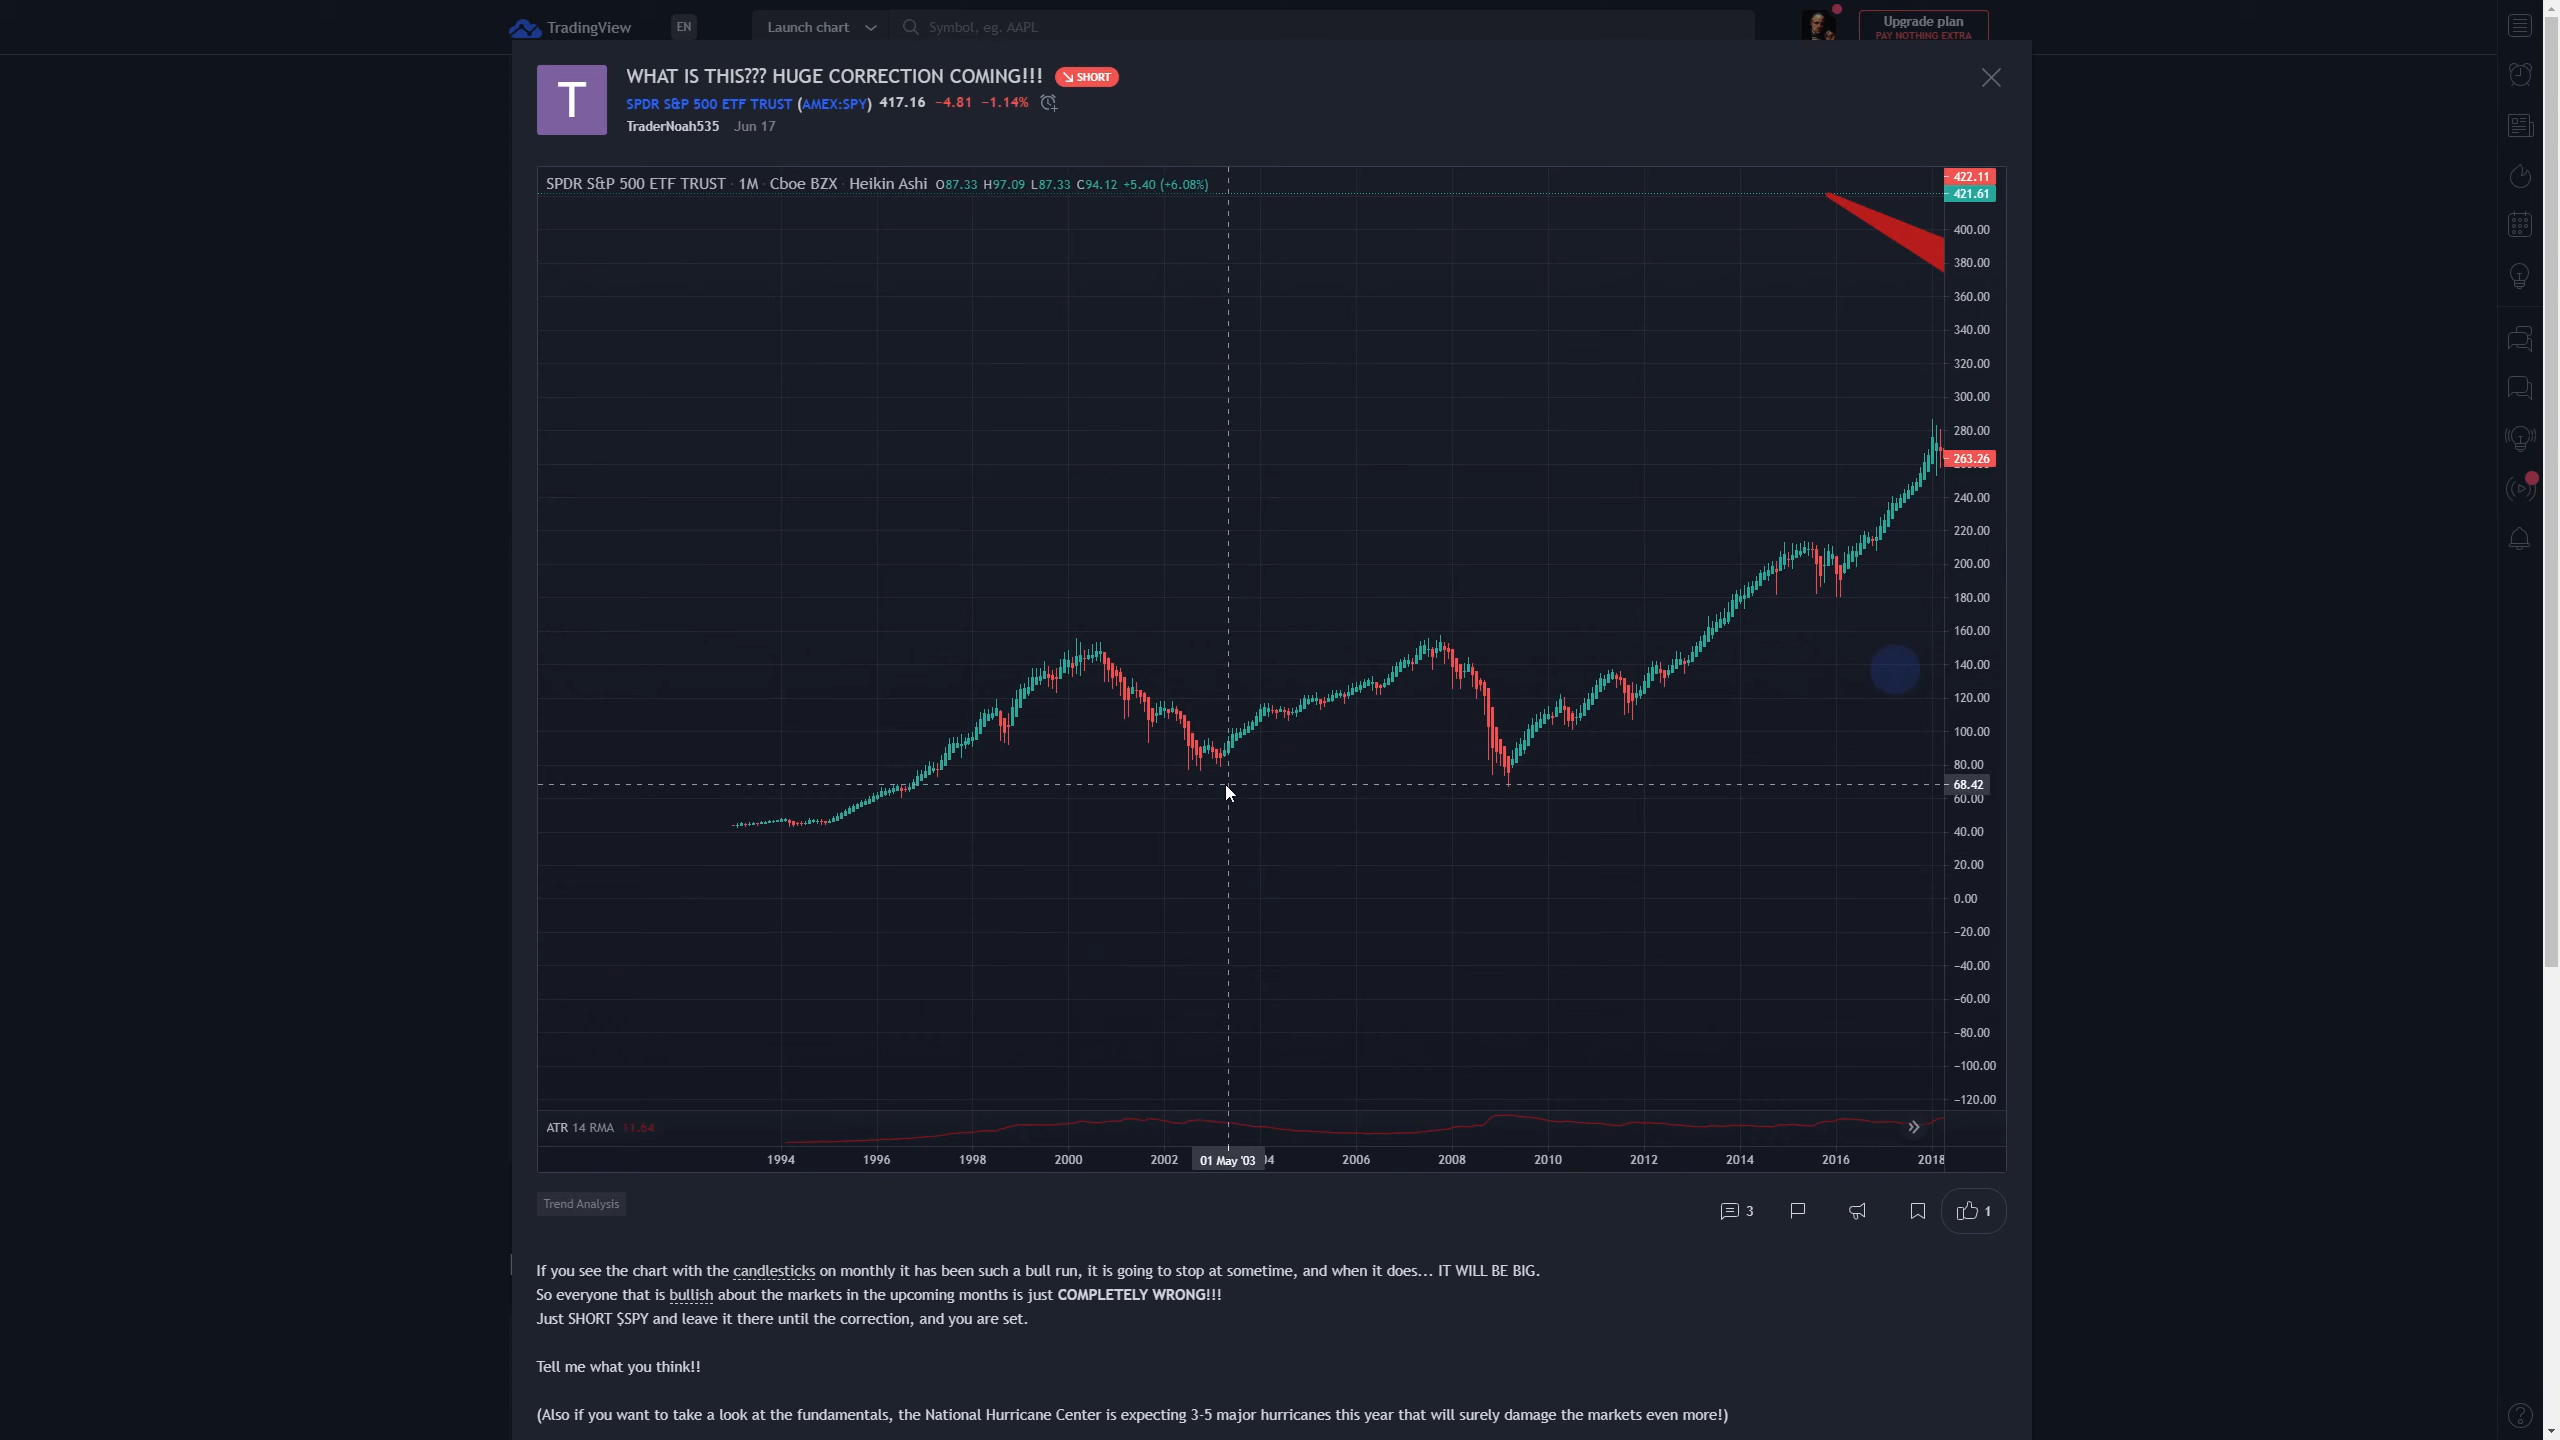 TradingView EN Launch chart Symbol, eg. AAPL Upgrade plan
PAY NOTHING EXTRA
T
WHAT IS THIS??? HUGE CORRECTION COMING!!! SHORT
SPDR S&P 500 ETF TRUST (AMEX:SPY) 417.16 −4.81 −1.14%
TraderNoah535 Jun 17
SPDR S&P 500 ETF TRUST · 1M · Cboe BZX · Heikin Ashi O87.33 H97.09 L87.33 C94.12 +5.40 (+6.08%)
422.11
421.61
400.00
380.00
360.00
340.00
320.00
300.00
280.00
263.26
240.00
220.00
200.00
180.00
160.00
140.00
120.00
100.00
80.00
68.42
60.00
40.00
20.00
0.00
−20.00
−40.00
−60.00
−80.00
−100.00
−120.00
ATR 14 RMA 11.64
1994 1996 1998 2000 2002 01 May '03 2006 2008 2010 2012 2014 2016 2018
Trend Analysis
3 1
If you see the chart with the candlesticks on monthly it has been such a bull run, it is going to stop at sometime, and when it does... IT WILL BE BIG.
So everyone that is bullish about the markets in the upcoming months is just COMPLETELY WRONG!!!
Just SHORT $SPY and leave it there until the correction, and you are set.
Tell me what you think!!
(Also if you want to take a look at the fundamentals, the National Hurricane Center is expecting 3-5 major hurricanes this year that will surely damage the markets even more!)